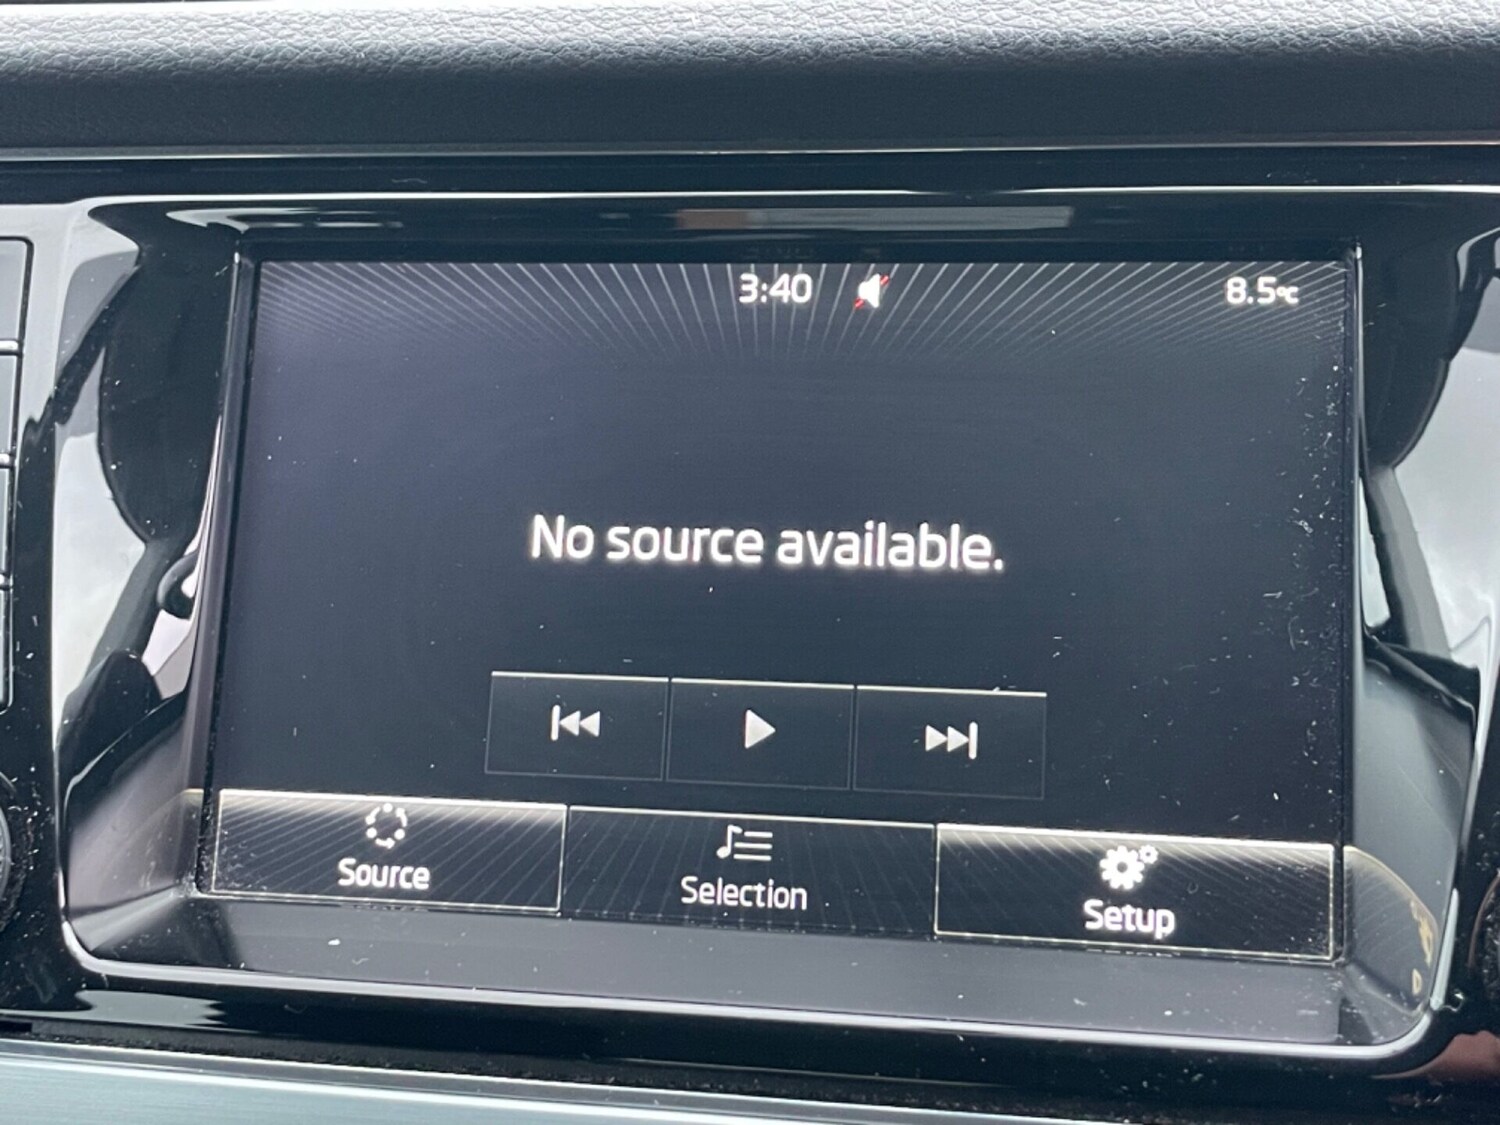 3:40
8.5°C
No source available.
Source
Selection
Setup